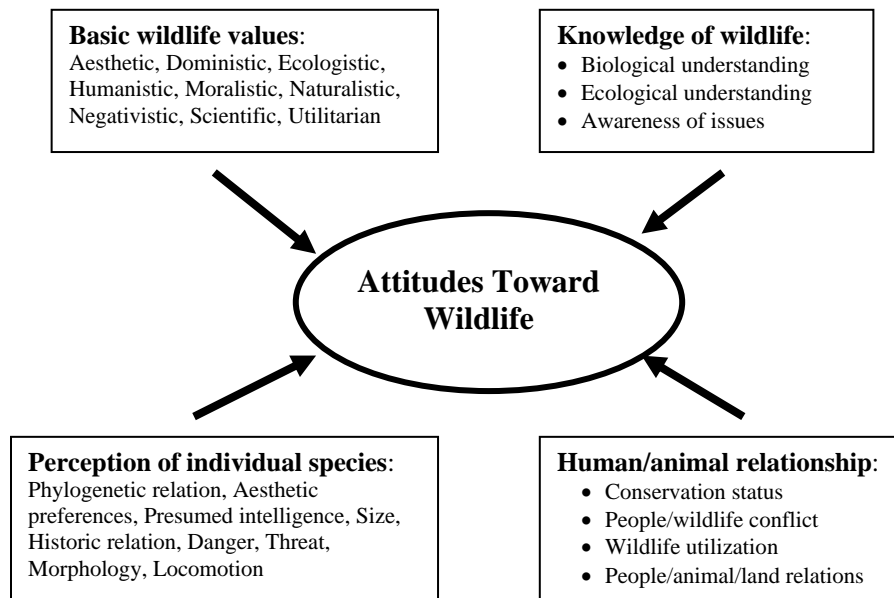 Basic wildlife values:
Aesthetic, Doministic, Ecologistic,
Humanistic, Moralistic, Naturalistic,
Negativistic, Scientific, Utilitarian
Knowledge of wildlife:
• Biological understanding
• Ecological understanding
• Awareness of issues
Attitudes Toward
Wildlife
Perception of individual species:
Phylogenetic relation, Aesthetic
preferences, Presumed intelligence, Size,
Historic relation, Danger, Threat,
Morphology, Locomotion
Human/animal relationship:
• Conservation status
• People/wildlife conflict
• Wildlife utilization
• People/animal/land relations